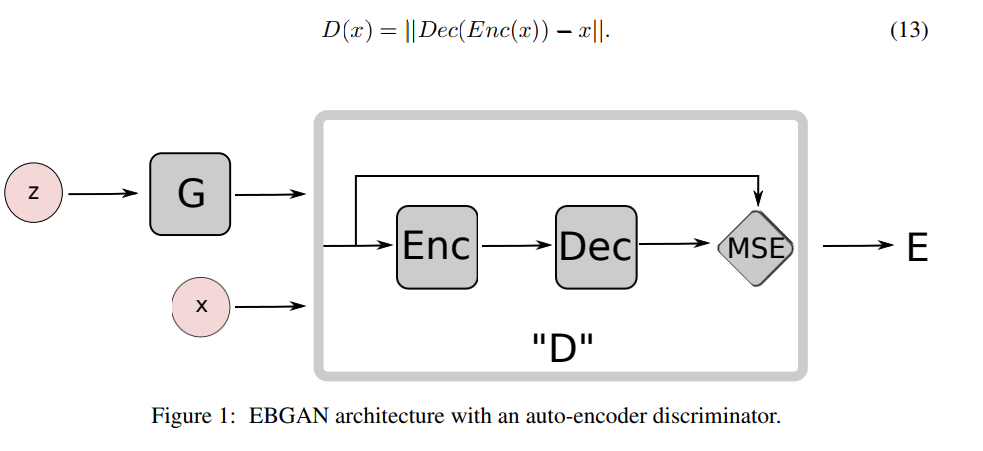 D(x) = ||Dec(Enc(x)) − x||. (13)
z
G
x
Enc
Dec
MSE
E
"D"
Figure 1: EBGAN architecture with an auto-encoder discriminator.